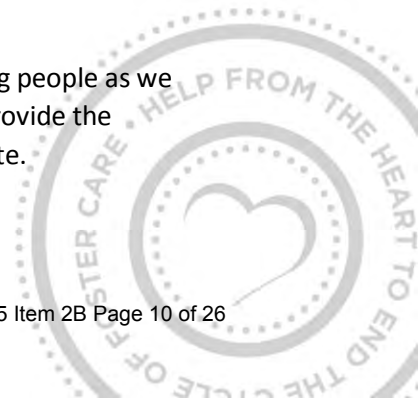 g people as we
rovide the
te.
HELP FROM THE HEART TO END THE CYCLE OF FOSTER CARE •
5 Item 2B Page 10 of 26